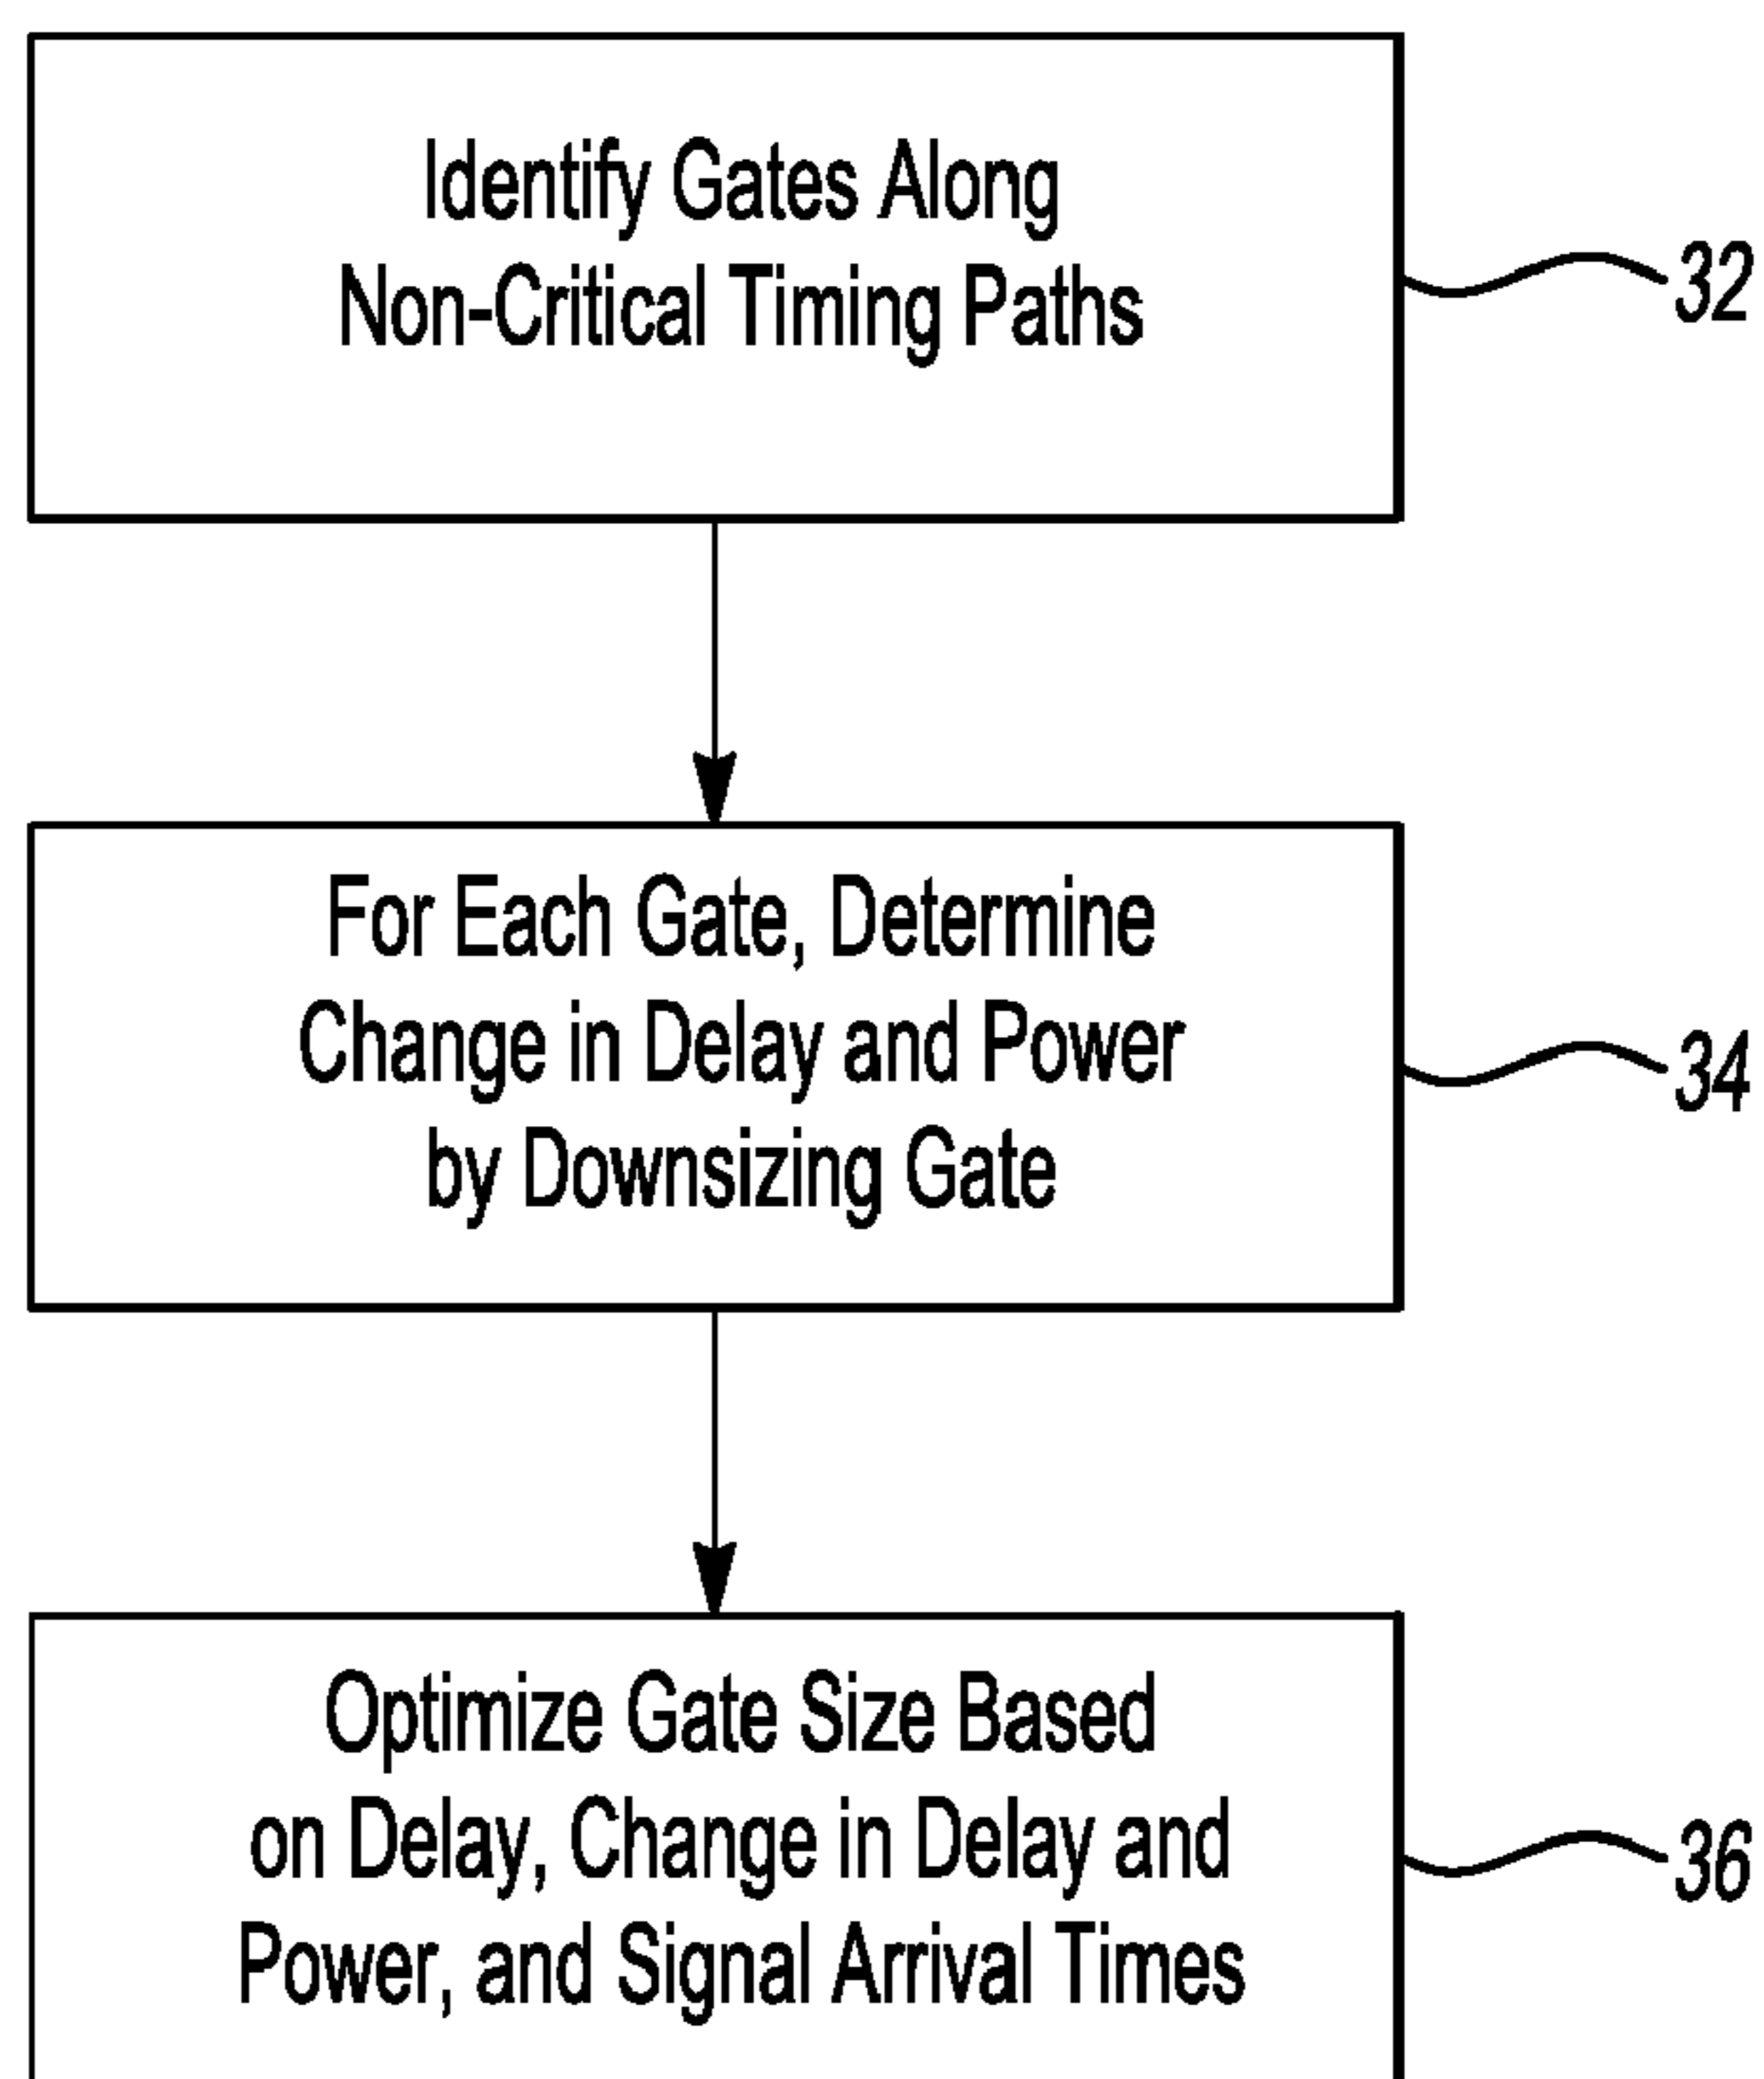 Identify Gates Along
Non-Critical Timing Paths
32
For Each Gate, Determine
Change in Delay and Power
by Downsizing Gate
34
Optimize Gate Size Based
on Delay, Change in Delay and
Power, and Signal Arrival Times
36